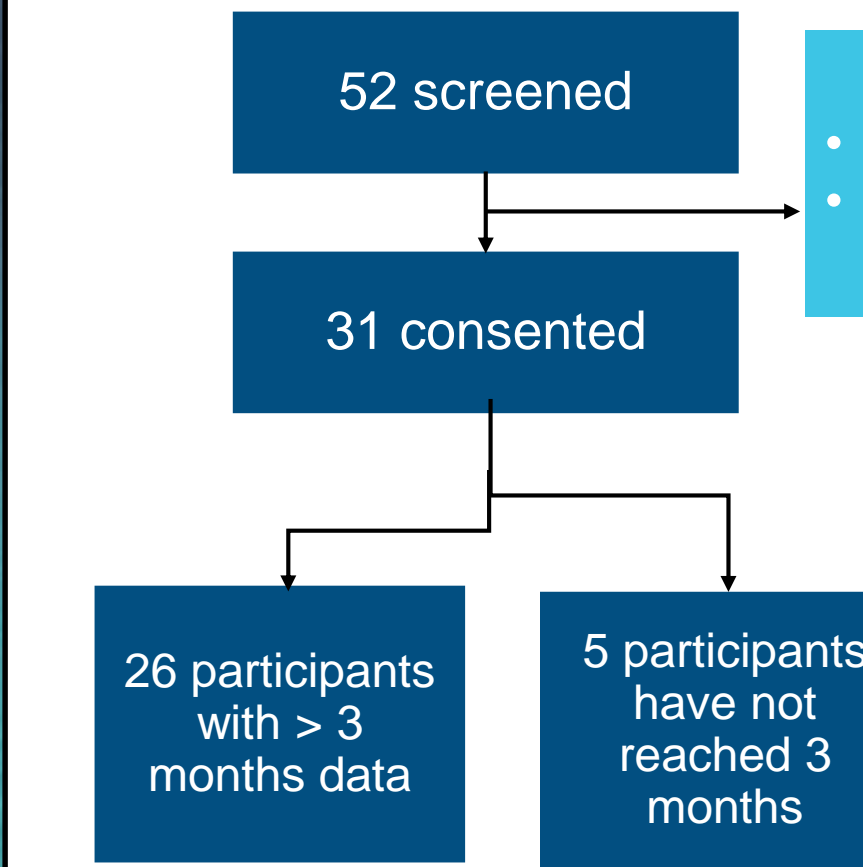 52 screened
•
•
31 consented
26 participants
with > 3
months data
5 participants
have not
reached 3
months